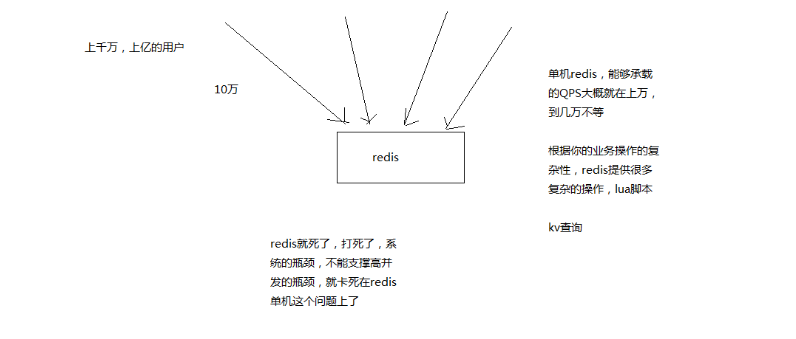 上千万，上亿的用户
10万
redis
单机redis，能够承载
的QPS大概就在上万，
到几万不等
根据你的业务操作的复
杂性，redis提供很多
复杂的操作，lua脚本
kv查询
redis就死了，打死了，系
统的瓶颈，不能支撑高并
发的瓶颈，就卡死在redis
单机这个问题上了